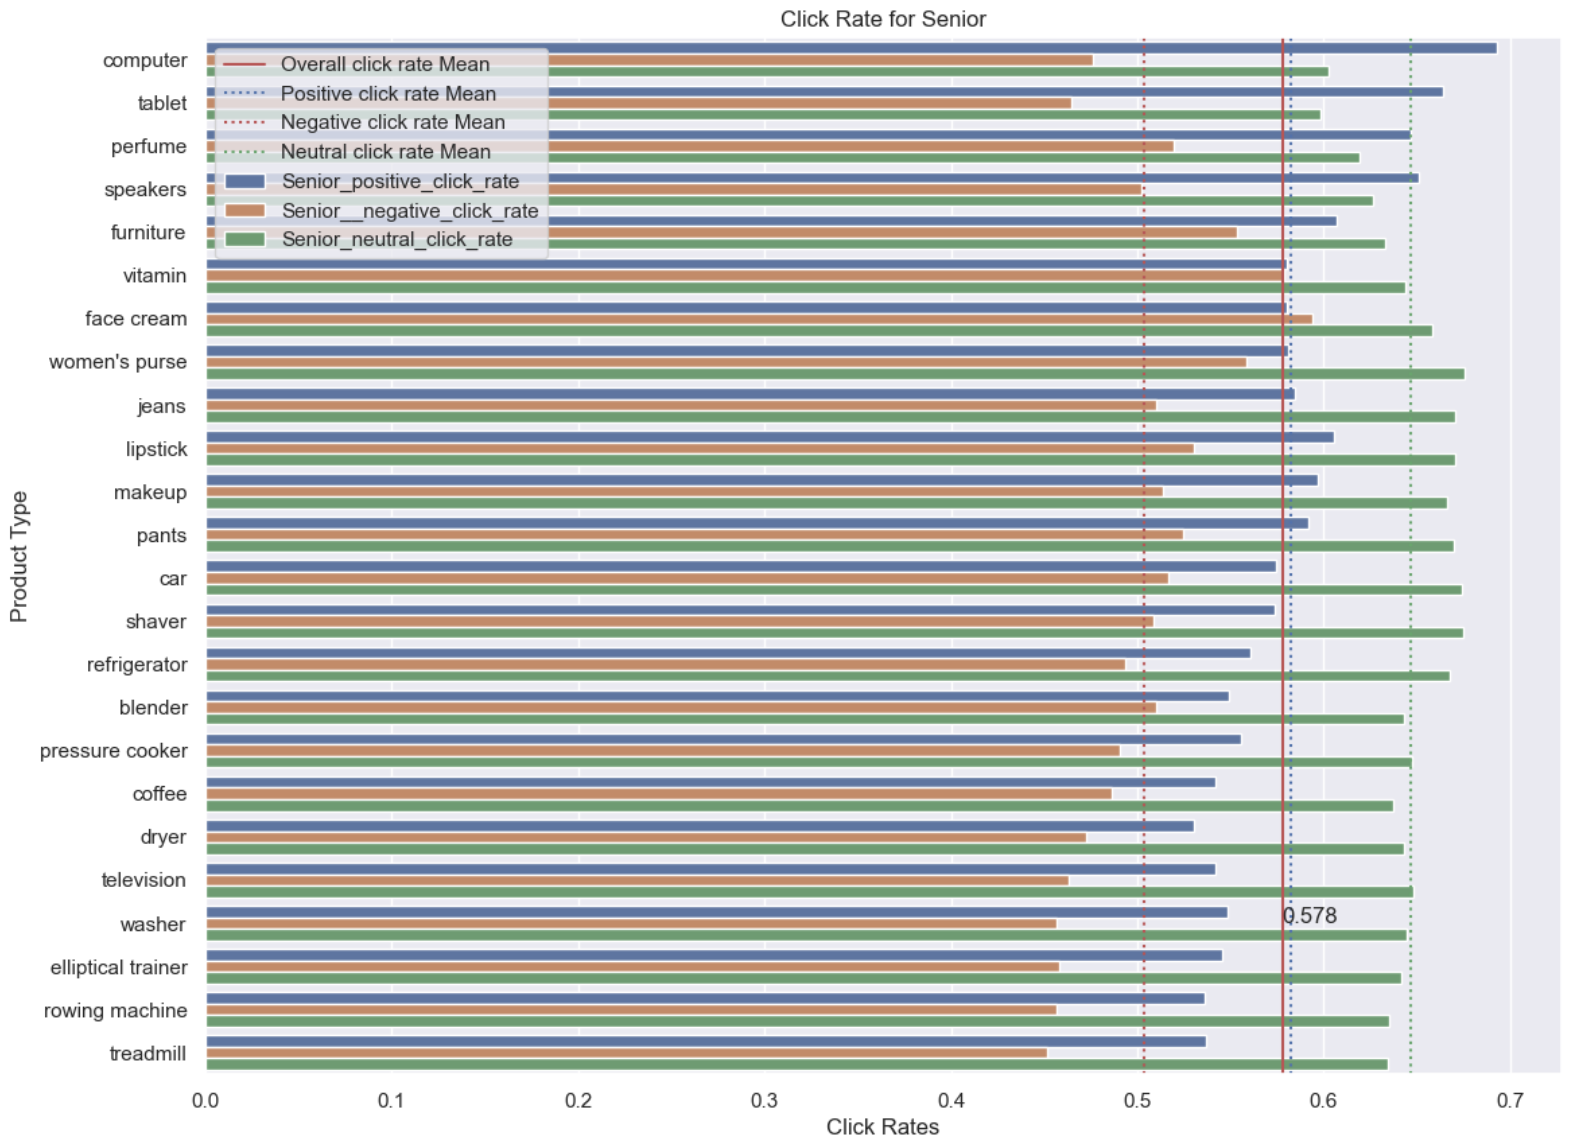 Click Rate for Senior
Overall click rate Mean
Positive click rate Mean
Negative click rate Mean
Neutral click rate Mean
Senior_positive_click_rate
Senior__negative_click_rate
Senior_neutral_click_rate
Product Type
computer
tablet
perfume
speakers
furniture
vitamin
face cream
women's purse
jeans
lipstick
makeup
pants
car
shaver
refrigerator
blender
pressure cooker
coffee
dryer
television
washer
elliptical trainer
rowing machine
treadmill
0.578
0.0 0.1 0.2 0.3 0.4 0.5 0.6 0.7
Click Rates